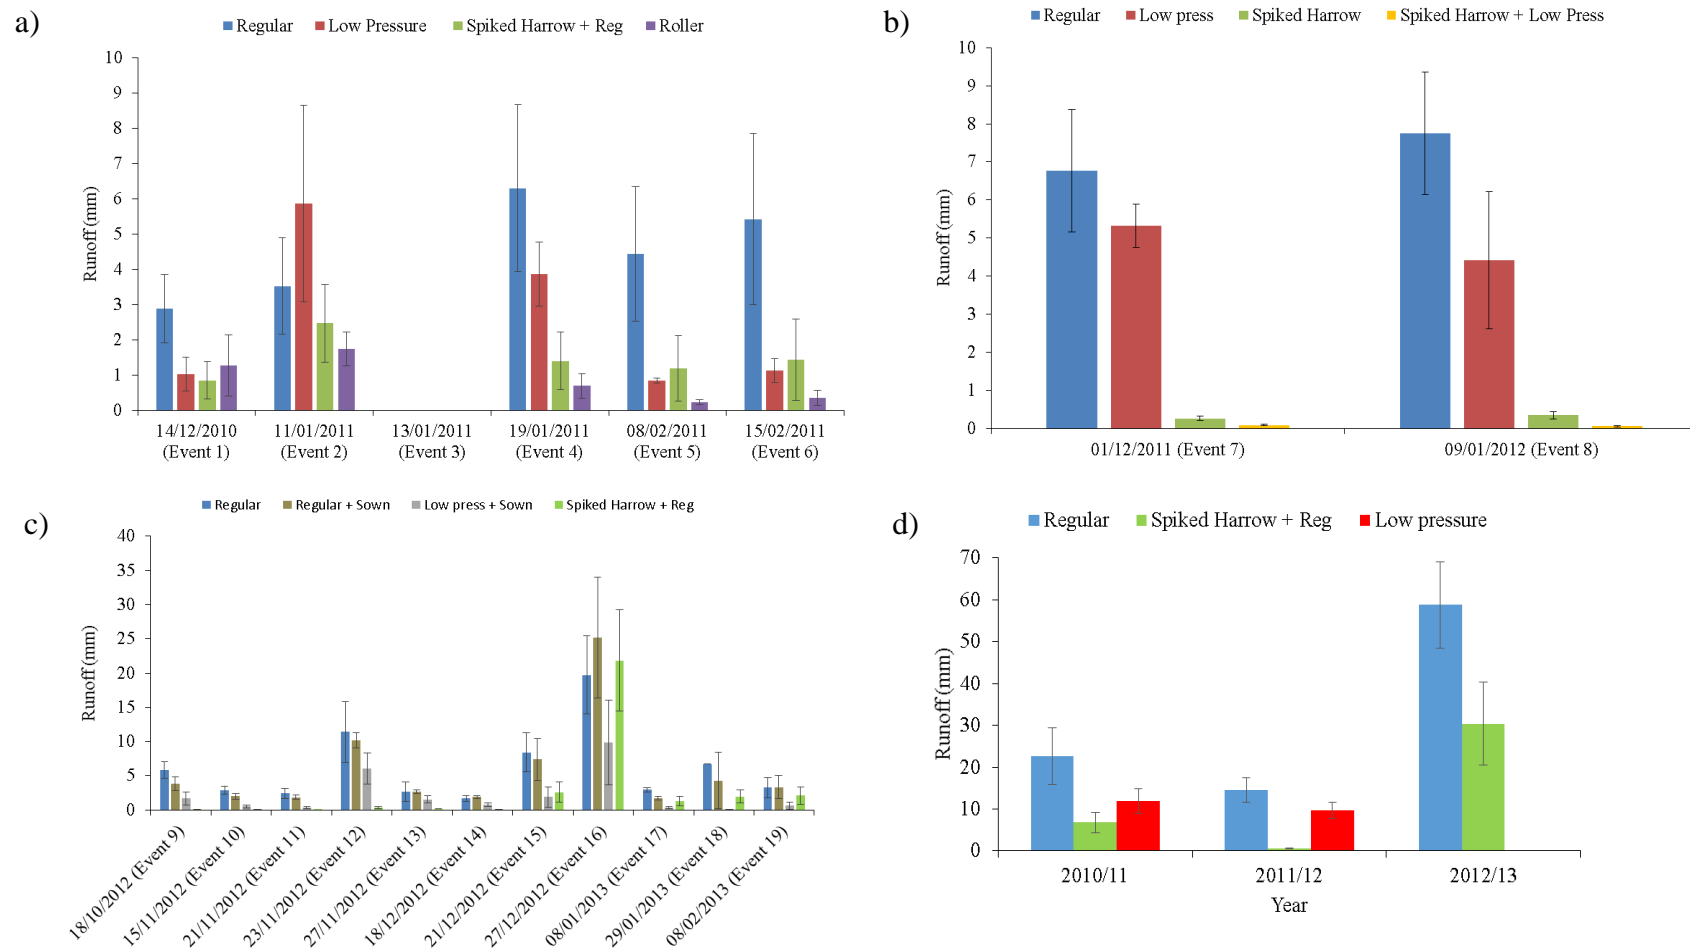 a)
Regular Low Pressure Spiked Harrow + Reg Roller
10
9
8
7
6
5
4
3
2
1
0
Runoff (mm)
14/12/2010 11/01/2011 13/01/2011 19/01/2011 08/02/2011 15/02/2011
(Event 1) (Event 2) (Event 3) (Event 4) (Event 5) (Event 6)
b)
Regular Low press Spiked Harrow Spiked Harrow + Low Press
10
9
8
7
6
5
4
3
2
1
0
Runoff (mm)
01/12/2011 (Event 7) 09/01/2012 (Event 8)
c)
Regular Regular + Sown Low press + Sown Spiked Harrow + Reg
40
35
30
25
20
15
10
5
0
Runoff (mm)
18/10/2012 (Event 9)
15/11/2012 (Event 10)
21/11/2012 (Event 11)
23/11/2012 (Event 12)
27/11/2012 (Event 13)
18/12/2012 (Event 14)
21/12/2012 (Event 15)
27/12/2012 (Event 16)
08/01/2013 (Event 17)
29/01/2013 (Event 18)
08/02/2013 (Event 19)
d)
Regular Spiked Harrow + Reg Low pressure
70
60
50
40
30
20
10
0
Runoff (mm)
2010/11 2011/12 2012/13
Year